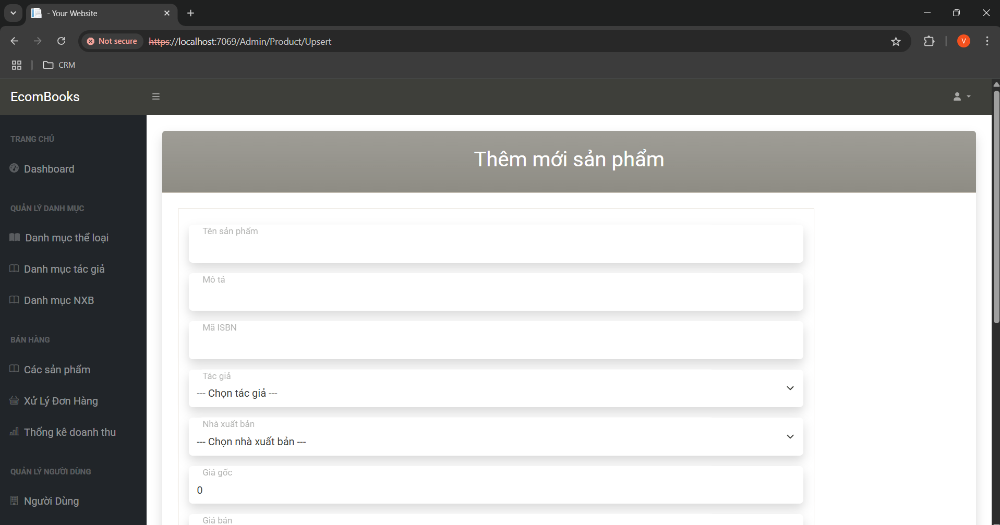 - Your Website
Not secure
https://localhost:7069/Admin/Product/Upsert
V
CRM
EcomBooks
TRANG CHỦ
Dashboard
QUẢN LÝ DANH MỤC
Danh mục thể loại
Danh mục tác giả
Danh mục NXB
BÁN HÀNG
Các sản phẩm
Xử Lý Đơn Hàng
Thống kê doanh thu
QUẢN LÝ NGƯỜI DÙNG
Người Dùng
Thêm mới sản phẩm
Tên sản phẩm
Mô tả
Mã ISBN
Tác giả
--- Chọn tác giả ---
Nhà xuất bản
--- Chọn nhà xuất bản ---
Giá gốc
0
Giá bán